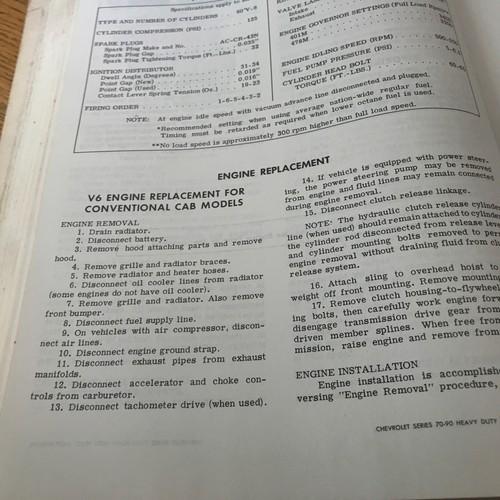 Specifications apply to
TYPE AND NUMBER OF CYLINDERS
60°V-6
CYLINDER COMPRESSION (PSI)
125
SPARK PLUGS
Spark Plug Make and No. AC-CR-43N
Spark Plug Gap 0.035"
Spark Plug Tightening Torque (Ft.-Lbs.) 32
IGNITION DISTRIBUTOR
Dwell Angle (Degrees) 31-34
Point Gap (New) 0.019"
Point Gap (Used) 0.016"
Contact Lever Spring Tension (Oz.) 19-23
FIRING ORDER 1-6-5-4-3-2
VALVE
Intake
Exhaust
ENGINE GOVERNOR SETTINGS (Full Load
401M
478M
ENGINE IDLING SPEED (RPM)
FUEL PUMP PRESSURE (PSI)
CYLINDER HEAD BOLT
TORQUE (FT.-LBS.)
NOTE: At engine idle speed with vacuum advance line disconnected and plugged.
*Recommended setting when using average nation-wide regular fuel.
Timing must be retarded as required when lower octane fuel is used.
**No load speed is approximately 300 rpm higher than full load speed.
ENGINE REPLACEMENT
V6 ENGINE REPLACEMENT FOR
CONVENTIONAL CAB MODELS
ENGINE REMOVAL
1. Drain radiator.
2. Disconnect battery.
3. Remove hood attaching parts and remove
hood.
4. Remove grille and radiator braces.
5. Remove radiator and heater hoses.
6. Disconnect oil cooler lines from radiator
(some engines do not have oil cooler).
7. Remove grille and radiator. Also remove
front bumper.
8. Disconnect fuel supply line.
9. On vehicles with air compressor, discon-
nect air lines.
10. Disconnect engine ground strap.
11. Disconnect exhaust pipes from exhaust
manifolds.
12. Disconnect accelerator and choke con-
trols from carburetor.
13. Disconnect tachometer drive (when used).
14. If vehicle is equipped with power steer-
ing, the power steering pump may be removed
from engine and fluid lines may remain connected
during engine removal.
15. Disconnect clutch release linkage.
NOTE: The hydraulic clutch release cylinder
line (when used) should remain attached to cylinder
the cylinder rod disconnected from release
and cylinder mounting bolts removed to
engine removal without draining fluid from
release system.
16. Attach sling to overhead hoist
weight off front mounting. Remove mounting
17. Remove clutch housing-to-flywheel
ing bolts, then carefully work engine
disengage transmission drive gear from
driven member splines. When free from
mission, raise engine and remove from
ENGINE INSTALLATION
Engine installation is
versing "Engine Removal" procedure,
CHEVROLET SERIES 70-90 HEAVY DUTY